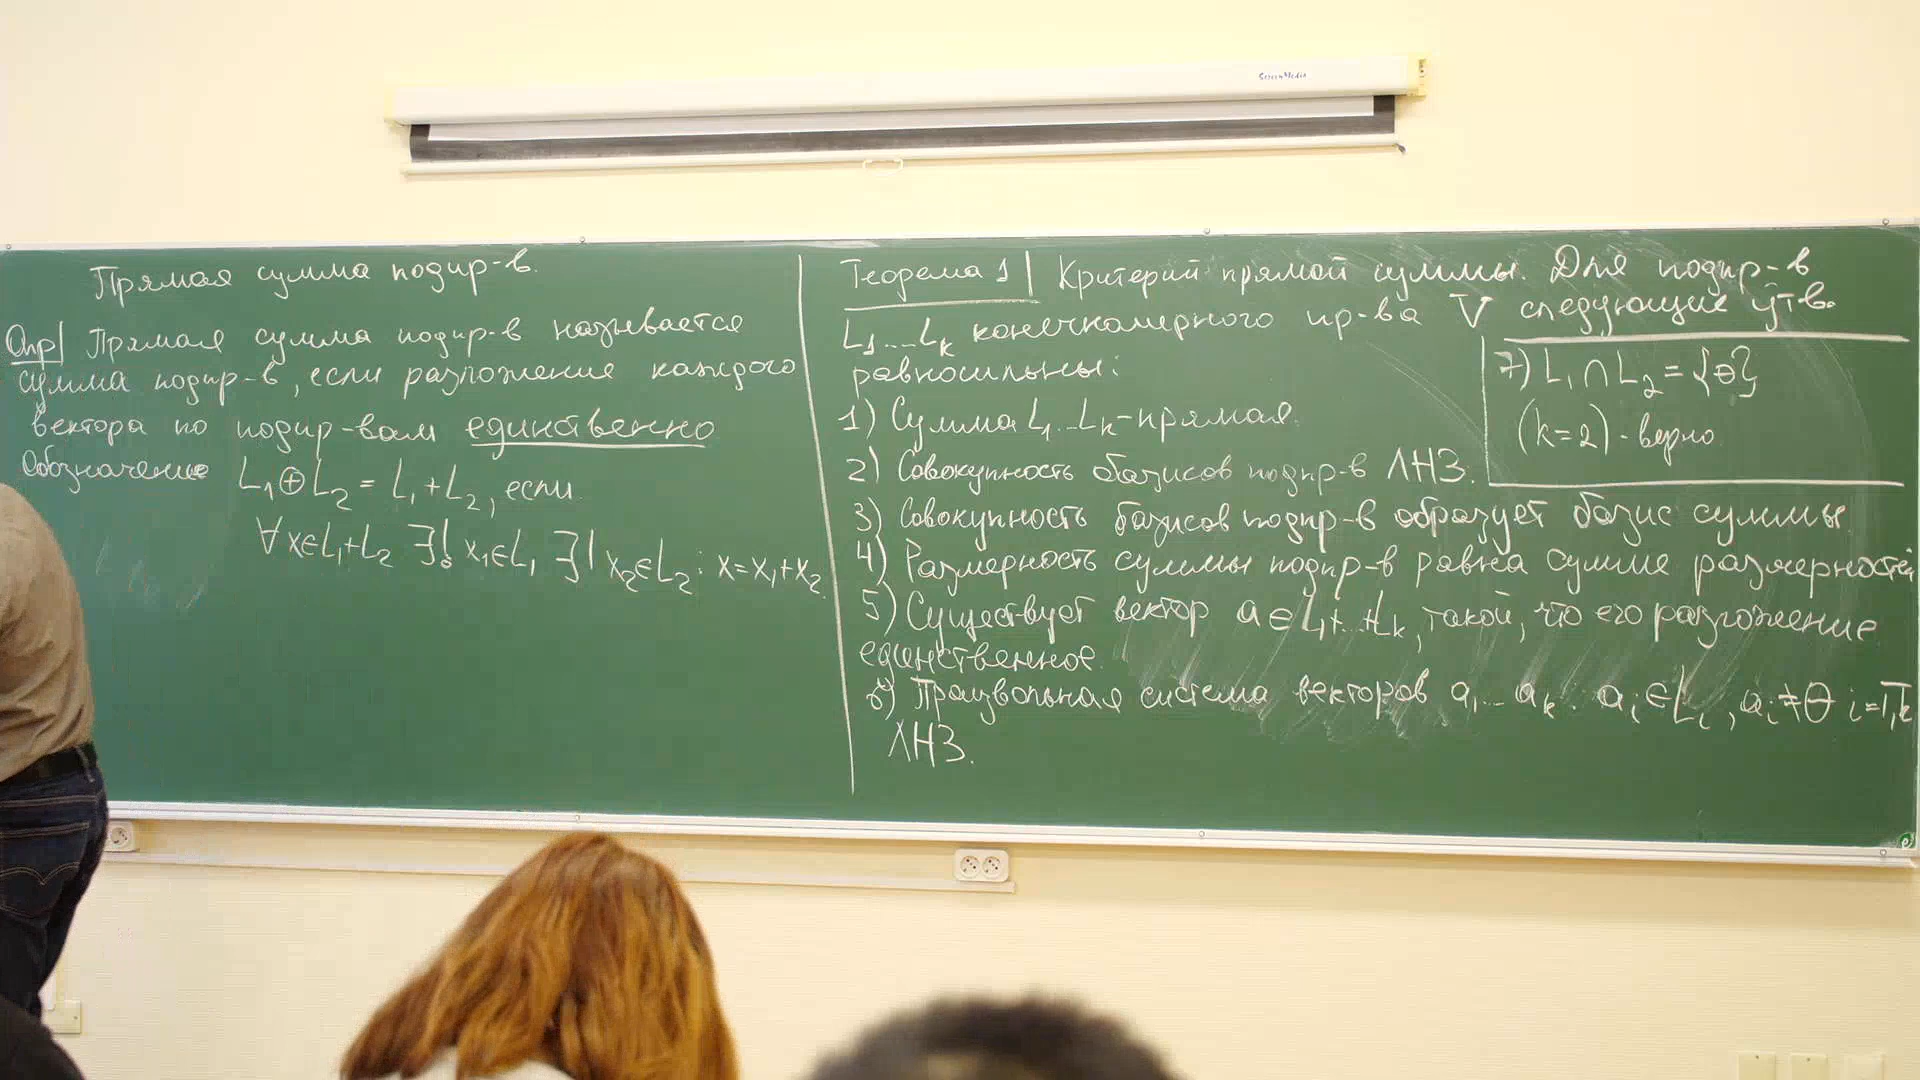 ScreenMedia
Прямая сумма подпр-в.
Опр| Прямая сумма подпр-в называется
сумма подпр-в, если разложение каждого
вектора по подпр-вам единственно
Обозначение L₁⊕L₂ = L₁+L₂, если
∀x∈L₁+L₂ ∃! x₁∈L₁ ∃! x₂∈L₂: x=x₁+x₂.
Теорема 1| Критерий прямой суммы. Для подпр-в
L₁...Lₖ конечномерного пр-ва V следующие утв.
равносильны:
1) Сумма L₁...Lₖ - прямая.
2) Совокупность базисов подпр-в ЛНЗ.
3) Совокупность базисов подпр-в образует базис суммы.
4) Размерность суммы подпр-в равна сумме размерностей
5) Существует вектор a∈L₁+...+Lₖ, такой, что его разложение
единственное.
6) Произвольная система векторов a₁...aₖ: aᵢ∈Lᵢ, aᵢ≠Θ i=1,k
ЛНЗ.
7) L₁∩L₂={Θ}
(k=2) - верно.